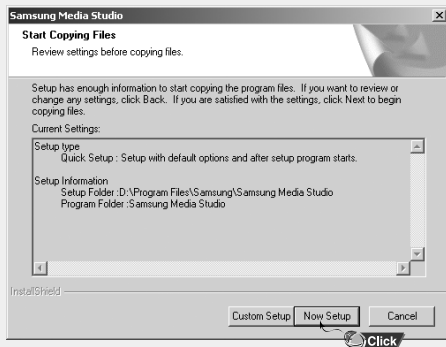 Samsung Media Studio
Start Copying Files
Review settings before copying files.
Setup has enough information to start copying the program files. If you want to review or
change any settings, click Back. If you are satisfied with the settings, click Next to begin
copying files.
Current Settings:
Setup type
Quick Setup : Setup with default options and after setup program starts.
Setup Information
Setup Folder :D:\Program Files\Samsung\Samsung Media Studio
Program Folder :Samsung Media Studio
InstallShield
Custom Setup Now Setup Cancel
Click